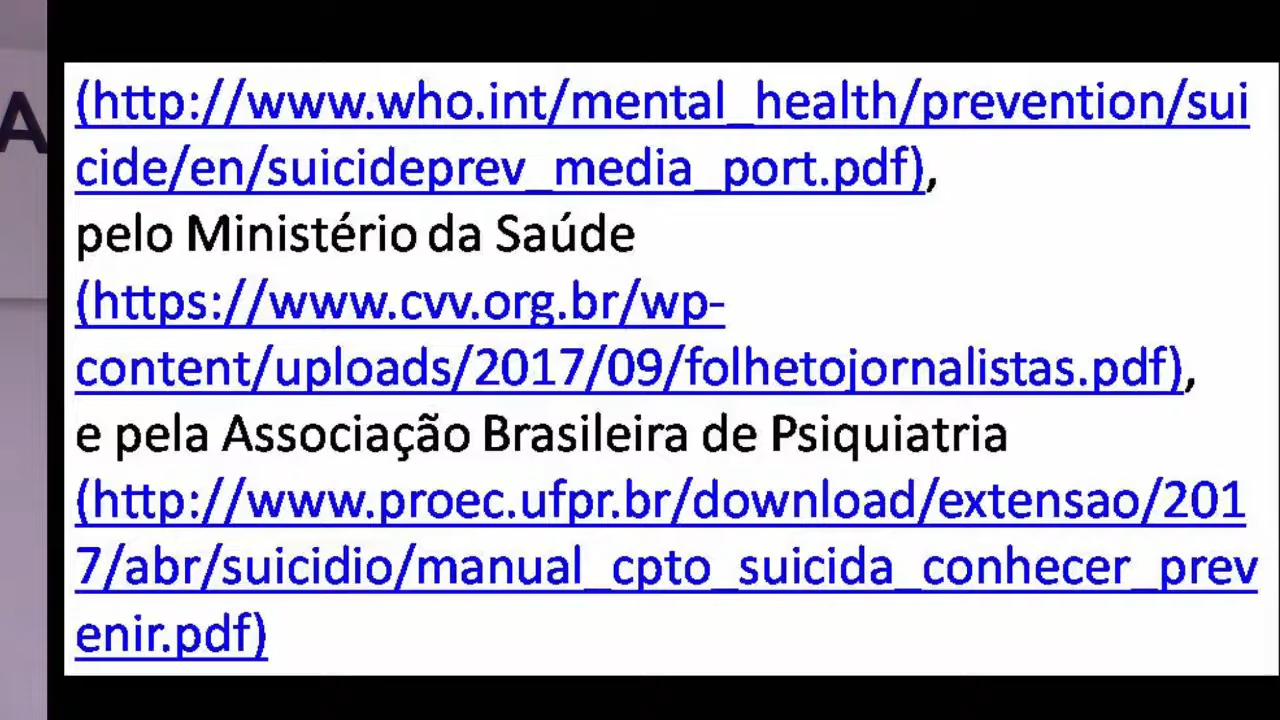 A
(http://www.who.int/mental_health/prevention/sui
cide/en/suicideprev_media_port.pdf),
pelo Ministério da Saúde
(https://www.cvv.org.br/wp-
content/uploads/2017/09/folhetojornalistas.pdf),
e pela Associação Brasileira de Psiquiatria
(http://www.proec.ufpr.br/download/extensao/201
7/abr/suicidio/manual_cpto_suicida_conhecer_prev
enir.pdf)